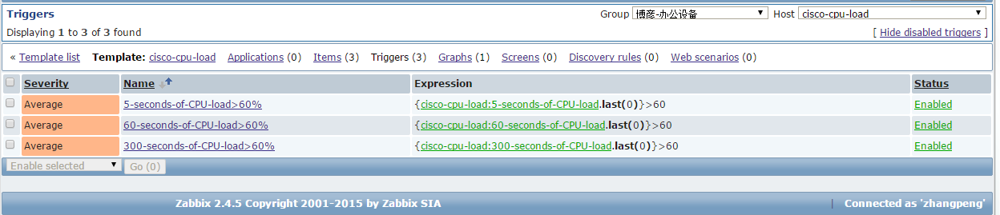 Triggers Group 博彦-办公设备 Host cisco-cpu-load
Displaying 1 to 3 of 3 found [ Hide disabled triggers ]
« Template list Template: cisco-cpu-load Applications (0) Items (3) Triggers (3) Graphs (1) Screens (0) Discovery rules (0) Web scenarios (0)
Severity Name Expression Status
Average 5-seconds-of-CPU-load>60% {cisco-cpu-load:5-seconds-of-CPU-load.last(0)}>60 Enabled
Average 60-seconds-of-CPU-load>60% {cisco-cpu-load:60-seconds-of-CPU-load.last(0)}>60 Enabled
Average 300-seconds-of-CPU-load>60% {cisco-cpu-load:300-seconds-of-CPU-load.last(0)}>60 Enabled
Enable selected Go (0)
Zabbix 2.4.5 Copyright 2001-2015 by Zabbix SIA | Connected as 'zhangpeng'